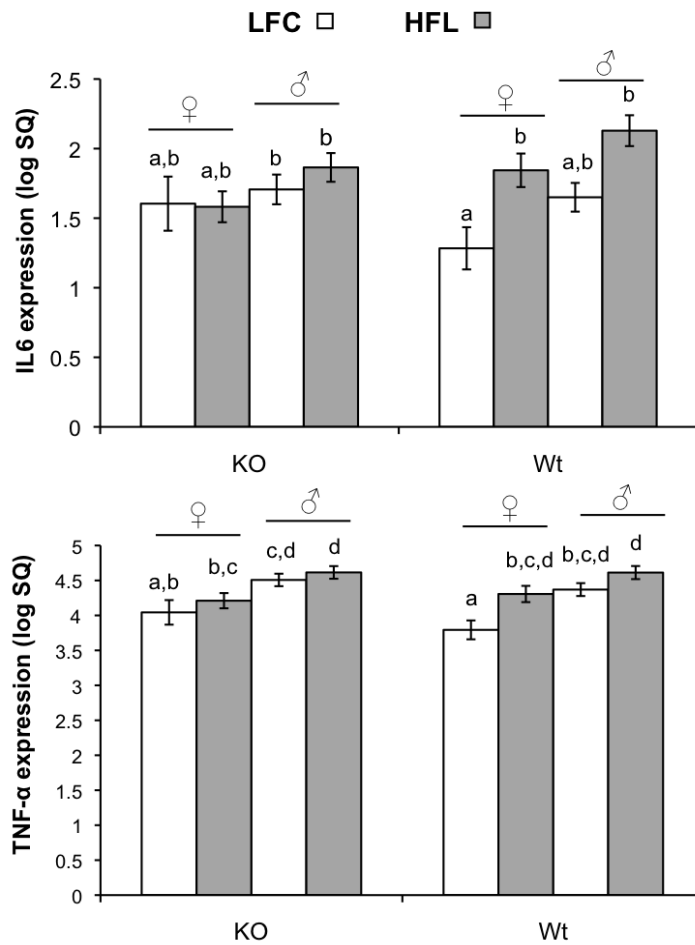 LFC HFL
IL6 expression (log SQ)
2.5
2
1.5
1
0.5
0
♀ ♂
a,b a,b b b
♀ ♂
a b a,b b
KO Wt
TNF-α expression (log SQ)
5
4.5
4
3.5
3
2.5
2
1.5
1
0.5
0
♀ ♂
a,b b,c c,d d
♀ ♂
a b,c,d b,c,d d
KO Wt